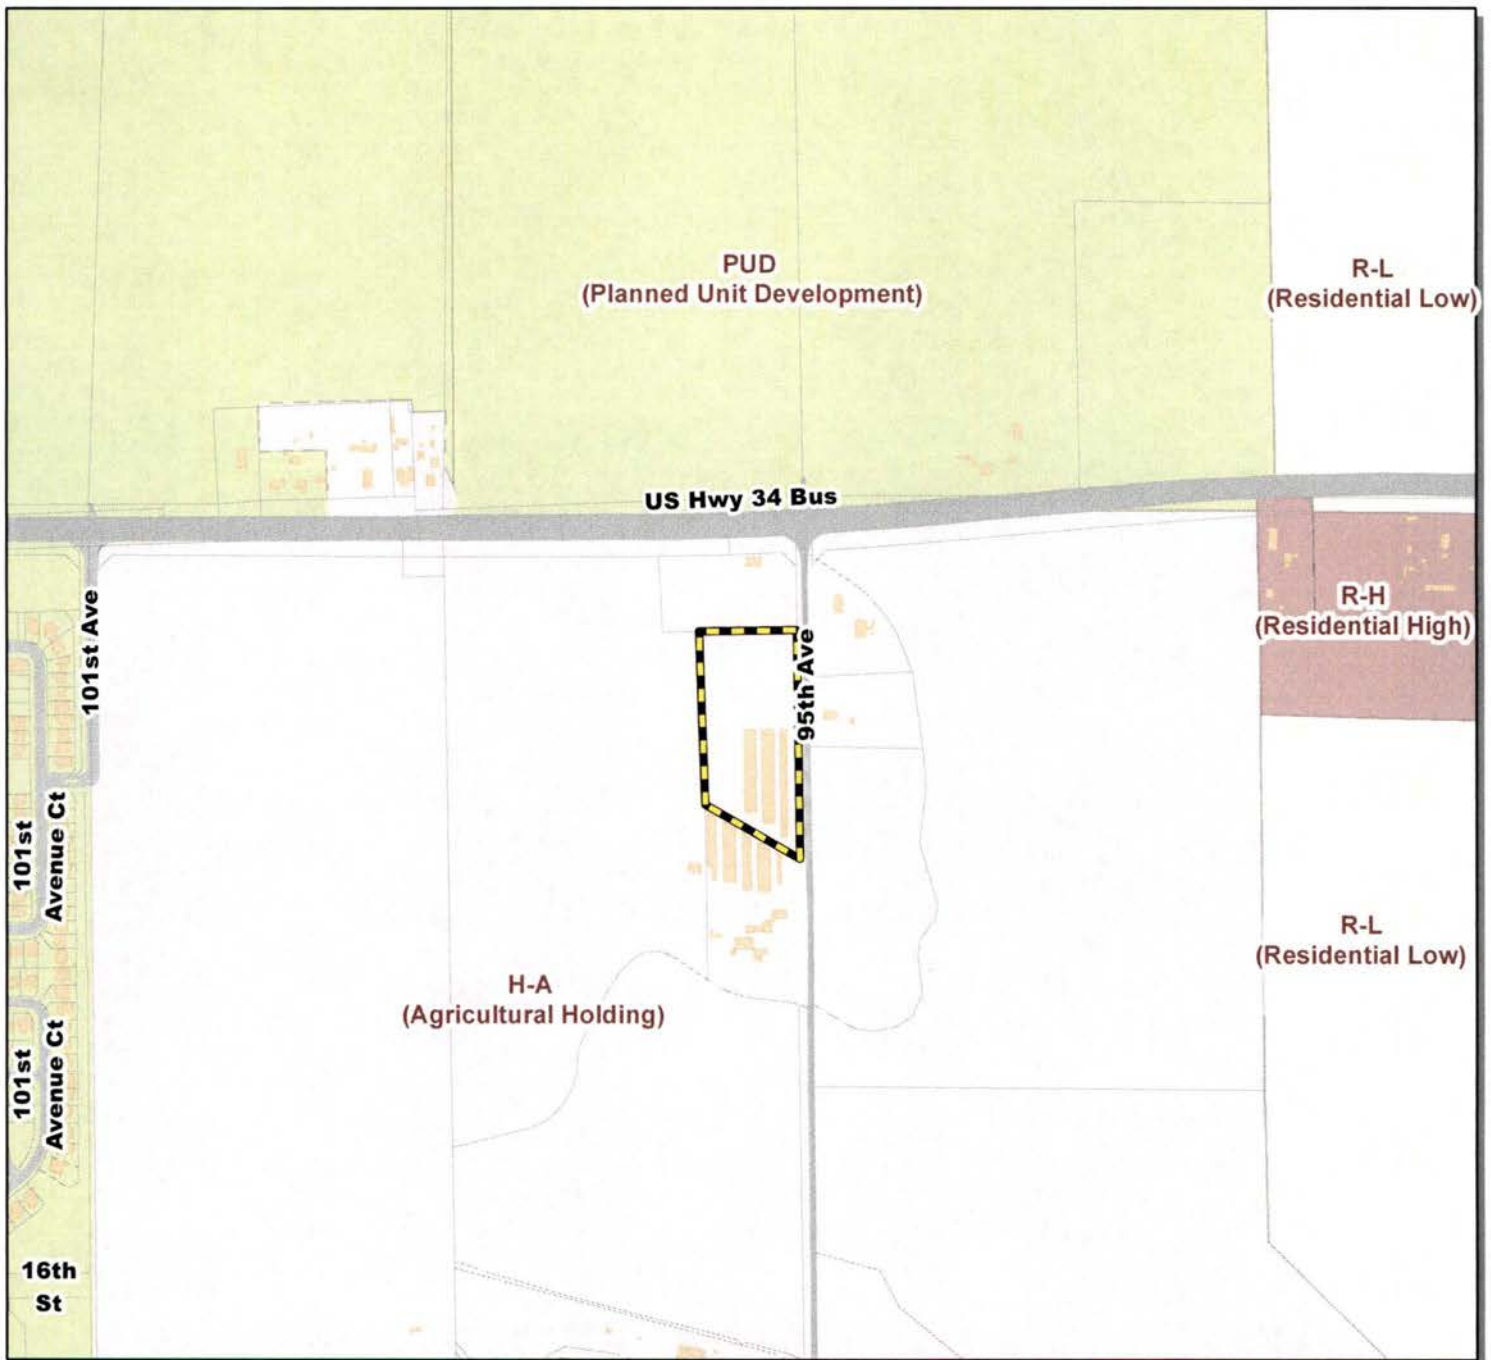 PUD
(Planned Unit Development)
R-L
(Residential Low)
US Hwy 34 Bus
101st Ave
95th Ave
R-H
(Residential High)
101st
Avenue Ct
R-L
(Residential Low)
H-A
(Agricultural Holding)
101st
Avenue Ct
16th
St